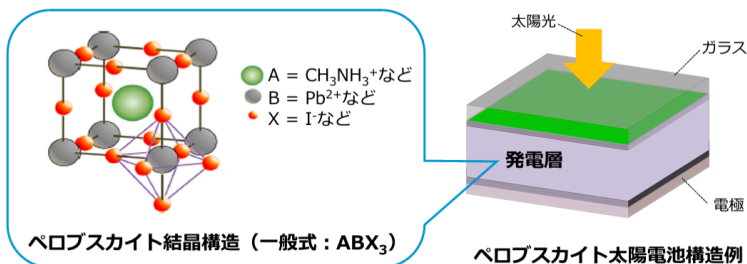 A = CH₃NH₃⁺など
B = Pb²⁺など
X = I⁻など
ペロブスカイト結晶構造（一般式：ABX₃）
太陽光
ガラス
発電層
電極
ペロブスカイト太陽電池構造例